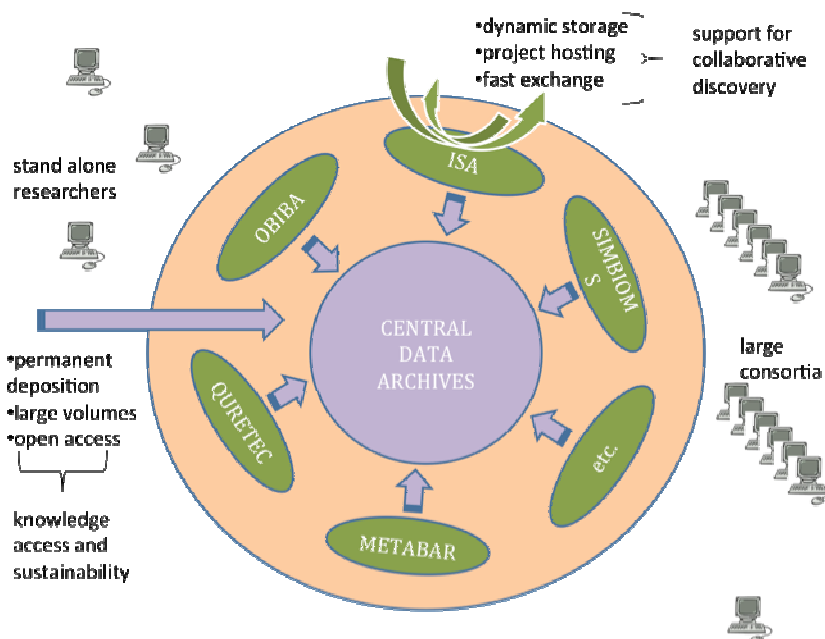 •dynamic storage
•project hosting
•fast exchange
support for
collaborative
discovery
stand alone
researchers
ISA
OBIBA
SIMBIOM
S
CENTRAL
DATA
ARCHIVES
•permanent
deposition
•large volumes
•open access
knowledge
access and
sustainability
QURETEC
large
consortia
etc.
METABAR